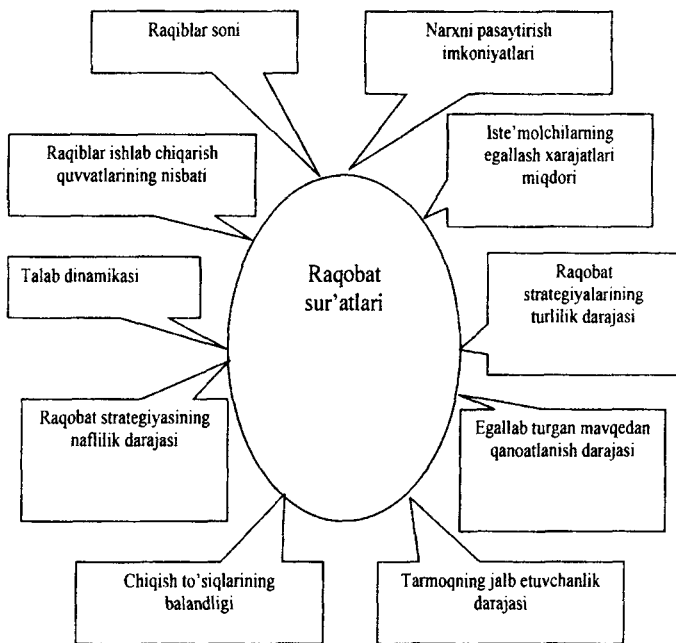 Raqiblar soni
Narxni pasaytirish
imkoniyatlari
Raqiblar ishlab chiqarish
quvvatlarining nisbati
Iste'molchilarning
egallash xarajatlari
miqdori
Talab dinamikasi
Raqobat
sur'atlari
Raqobat
strategiyalarining
turlilik darajasi
Raqobat strategiyasining
naflilik darajasi
Egallab turgan mavqedan
qanoatlanish darajasi
Chiqish to'siqlarining
balandligi
Tarmoqning jalb etuvchanlik
darajasi